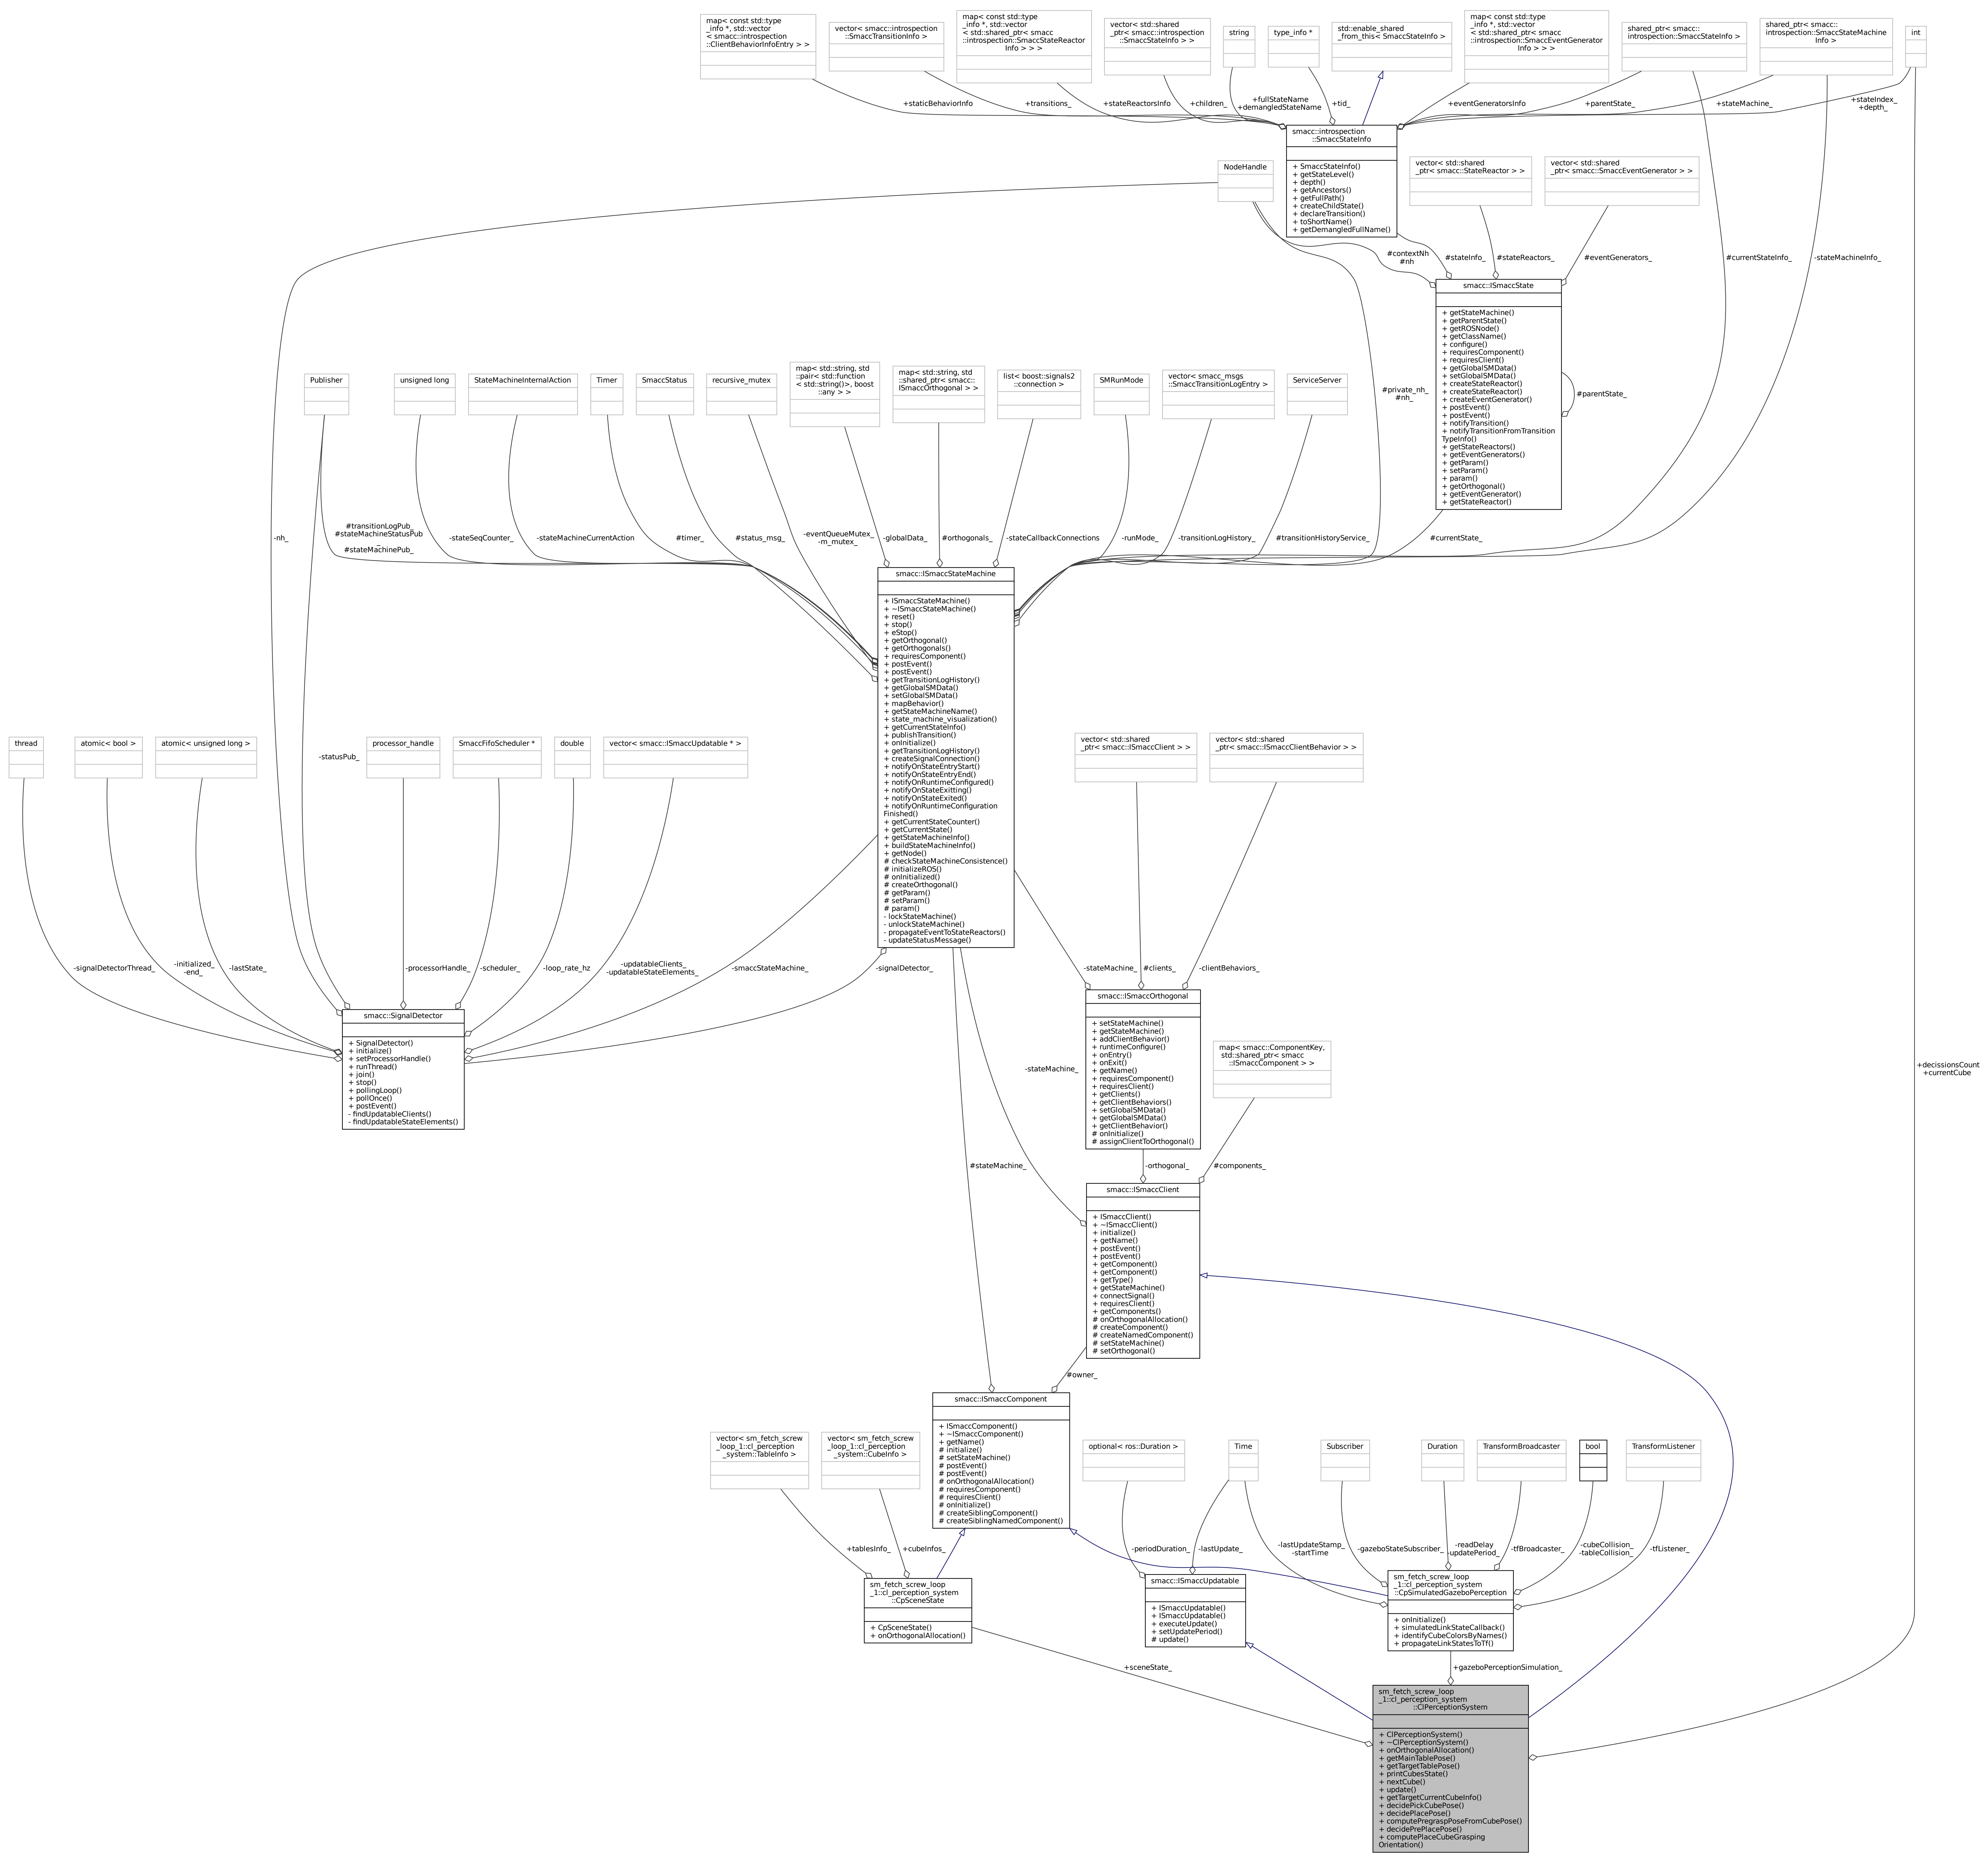 map< const std::type
_info *, std::vector
< smacc::introspection
::ClientBehaviorInfoEntry > >
vector< smacc::introspection
::SmaccTransitionInfo >
map< const std::type
_info *, std::vector
< std::shared_ptr< smacc
::introspection::SmaccStateReactor
Info > > >
vector< std::shared
_ptr< smacc::introspection
::SmaccStateInfo > >
string
type_info *
std::enable_shared
_from_this< SmaccStateInfo >
map< const std::type
_info *, std::vector
< std::shared_ptr< smacc
::introspection::SmaccEventGenerator
Info > > >
shared_ptr< smacc::
introspection::SmaccStateInfo >
shared_ptr< smacc::
introspection::SmaccStateMachine
Info >
int
+staticBehaviorInfo
+transitions_
+stateReactorsInfo
+children_
+fullStateName
+demangledStateName
+tid_
+eventGeneratorsInfo
+parentState_
+stateMachine_
+stateIndex_
+depth_
smacc::introspection
::SmaccStateInfo
+ SmaccStateInfo()
+ getStateLevel()
+ depth()
+ getAncestors()
+ getFullPath()
+ createChildState()
+ declareTransition()
+ toShortName()
+ getDemangledFullName()
NodeHandle
vector< std::shared
_ptr< smacc::StateReactor > >
vector< std::shared
_ptr< smacc::SmaccEventGenerator > >
#contextNh
#nh
#stateInfo_
#stateReactors_
#eventGenerators_
#currentStateInfo_
-stateMachineInfo_
smacc::ISmaccState
+ getStateMachine()
+ getParentState()
+ getROSNode()
+ getClassName()
+ configure()
+ requiresComponent()
+ requiresClient()
+ getGlobalSMData()
+ setGlobalSMData()
+ createStateReactor()
+ createStateReactor()
+ createEventGenerator()
+ postEvent()
+ postEvent()
+ notifyTransition()
+ notifyTransitionFromTransition
TypeInfo()
+ getStateReactors()
+ getEventGenerators()
+ getParam()
+ setParam()
+ param()
+ getOrthogonal()
+ getEventGenerator()
+ getStateReactor()
#parentState_
Publisher
unsigned long
StateMachineInternalAction
Timer
SmaccStatus
recursive_mutex
map< std::string, std
::pair< std::function
< std::string()>, boost
::any > >
map< std::string, std
::shared_ptr< smacc::
ISmaccOrthogonal > >
list< boost::signals2
::connection >
SMRunMode
vector< smacc_msgs
::SmaccTransitionLogEntry >
ServiceServer
#private_nh_
#nh_
-nh_
#transitionLogPub_
#stateMachineStatusPub
_
#stateMachinePub_
-stateSeqCounter_
-stateMachineCurrentAction
#timer_
#status_msg_
-eventQueueMutex_
-m_mutex_
-globalData_
#orthogonals_
-stateCallbackConnections
-runMode_
-transitionLogHistory_
#transitionHistoryService_
#currentState_
smacc::ISmaccStateMachine
+ ISmaccStateMachine()
+ ~ISmaccStateMachine()
+ reset()
+ stop()
+ eStop()
+ getOrthogonal()
+ getOrthogonals()
+ requiresComponent()
+ postEvent()
+ postEvent()
+ getTransitionLogHistory()
+ getGlobalSMData()
+ setGlobalSMData()
+ mapBehavior()
+ getStateMachineName()
+ state_machine_visualization()
+ getCurrentStateInfo()
+ publishTransition()
+ onInitialize()
+ getTransitionLogHistory()
+ createSignalConnection()
+ notifyOnStateEntryStart()
+ notifyOnStateEntryEnd()
+ notifyOnRuntimeConfigured()
+ notifyOnStateExitting()
+ notifyOnStateExited()
+ notifyOnRuntimeConfiguration
Finished()
+ getCurrentStateCounter()
+ getCurrentState()
+ getStateMachineInfo()
+ buildStateMachineInfo()
+ getNode()
# checkStateMachineConsistence()
# initializeROS()
# onInitialized()
# createOrthogonal()
# getParam()
# setParam()
# param()
- lockStateMachine()
- unlockStateMachine()
- propagateEventToStateReactors()
- updateStatusMessage()
thread
atomic< bool >
atomic< unsigned long >
-statusPub_
processor_handle
SmaccFifoScheduler *
double
vector< smacc::ISmaccUpdatable * >
vector< std::shared
_ptr< smacc::ISmaccClient > >
vector< std::shared
_ptr< smacc::ISmaccClientBehavior > >
-signalDetectorThread_
-initialized_
-end_
-lastState_
-processorHandle_
-scheduler_
-loop_rate_hz
-updatableClients_
-updatableStateElements_
-smaccStateMachine_
-signalDetector_
-stateMachine_
#clients_
-clientBehaviors_
smacc::SignalDetector
+ SignalDetector()
+ initialize()
+ setProcessorHandle()
+ runThread()
+ join()
+ stop()
+ pollingLoop()
+ pollOnce()
+ postEvent()
- findUpdatableClients()
- findUpdatableStateElements()
smacc::ISmaccOrthogonal
+ setStateMachine()
+ getStateMachine()
+ addClientBehavior()
+ runtimeConfigure()
+ onEntry()
+ onExit()
+ getName()
+ requiresComponent()
+ requiresClient()
+ getClients()
+ getClientBehaviors()
+ setGlobalSMData()
+ getGlobalSMData()
+ getClientBehavior()
# onInitialize()
# assignClientToOrthogonal()
map< smacc::ComponentKey,
std::shared_ptr< smacc
::ISmaccComponent > >
-stateMachine_
+decissionsCount
+currentCube
#stateMachine_
-orthogonal_
#components_
smacc::ISmaccClient
+ ISmaccClient()
+ ~ISmaccClient()
+ initialize()
+ getName()
+ postEvent()
+ postEvent()
+ getComponent()
+ getComponent()
+ getType()
+ getStateMachine()
+ connectSignal()
+ requiresClient()
+ getComponents()
# onOrthogonalAllocation()
# createComponent()
# createNamedComponent()
# setStateMachine()
# setOrthogonal()
#owner_
smacc::ISmaccComponent
+ ISmaccComponent()
+ ~ISmaccComponent()
+ getName()
# initialize()
# setStateMachine()
# postEvent()
# postEvent()
# onOrthogonalAllocation()
# requiresComponent()
# requiresClient()
# onInitialize()
# createSiblingComponent()
# createSiblingNamedComponent()
vector< sm_fetch_screw
_loop_1::cl_perception
_system::TableInfo >
vector< sm_fetch_screw
_loop_1::cl_perception
_system::CubeInfo >
optional< ros::Duration >
Time
Subscriber
Duration
TransformBroadcaster
bool
TransformListener
+tablesInfo_
+cubeInfos_
-periodDuration_
-lastUpdate_
-lastUpdateStamp_
-startTime
-gazeboStateSubscriber_
-readDelay
-updatePeriod_
-tfBroadcaster_
-cubeCollision_
-tableCollision_
-tfListener_
sm_fetch_screw_loop
_1::cl_perception_system
::CpSceneState
+ CpSceneState()
+ onOrthogonalAllocation()
smacc::ISmaccUpdatable
+ ISmaccUpdatable()
+ ISmaccUpdatable()
+ executeUpdate()
+ setUpdatePeriod()
# update()
sm_fetch_screw_loop
_1::cl_perception_system
::CpSimulatedGazeboPerception
+ onInitialize()
+ simulatedLinkStateCallback()
+ identifyCubeColorsByNames()
+ propagateLinkStatesToTf()
+sceneState_
+gazeboPerceptionSimulation_
sm_fetch_screw_loop
_1::cl_perception_system
::ClPerceptionSystem
+ ClPerceptionSystem()
+ ~ClPerceptionSystem()
+ onOrthogonalAllocation()
+ getMainTablePose()
+ getTargetTablePose()
+ printCubesState()
+ nextCube()
+ update()
+ getTargetCurrentCubeInfo()
+ decidePickCubePose()
+ decidePlacePose()
+ computePregraspPoseFromCubePose()
+ decidePrePlacePose()
+ computePlaceCubeGrasping
Orientation()